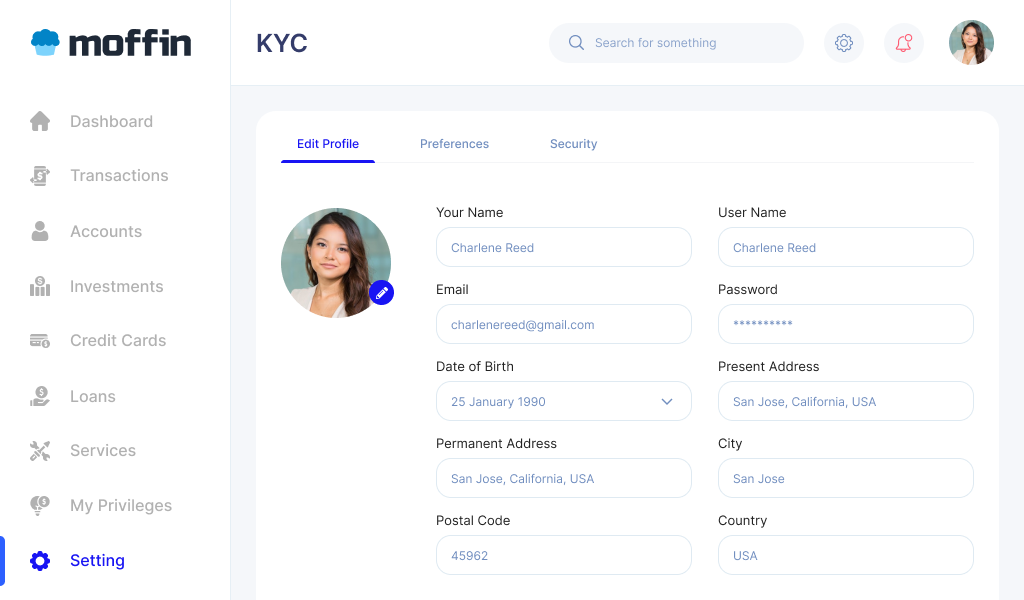 moffin
KYC
Search for something
Dashboard
Transactions
Accounts
Investments
Credit Cards
Loans
Services
My Privileges
Setting
Edit Profile
Preferences
Security
Your Name
Charlene Reed
User Name
Charlene Reed
Email
charlenereed@gmail.com
Password
**********
Date of Birth
25 January 1990
Present Address
San Jose, California, USA
Permanent Address
San Jose, California, USA
City
San Jose
Postal Code
45962
Country
USA